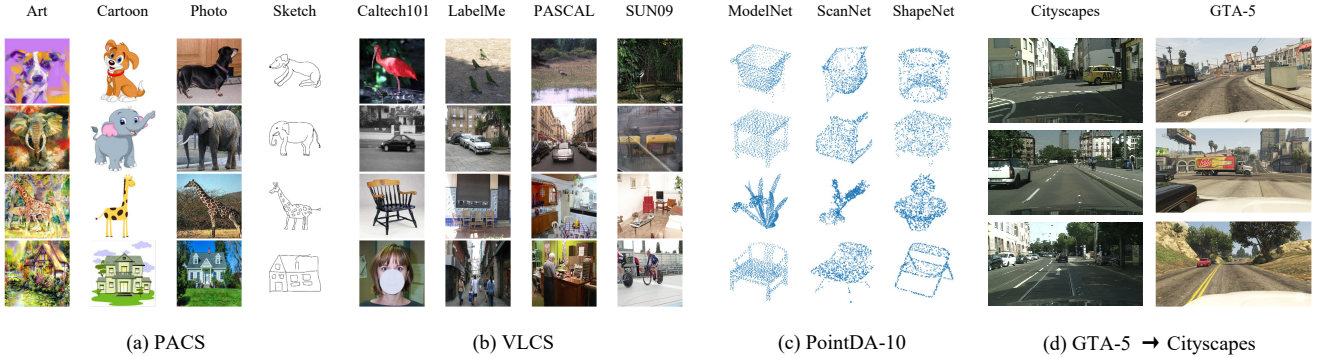 Art Cartoon Photo Sketch Caltech101 LabelMe PASCAL SUN09 ModelNet ScanNet ShapeNet Cityscapes GTA-5
(a) PACS (b) VLCS (c) PointDA-10 (d) GTA-5 → Cityscapes